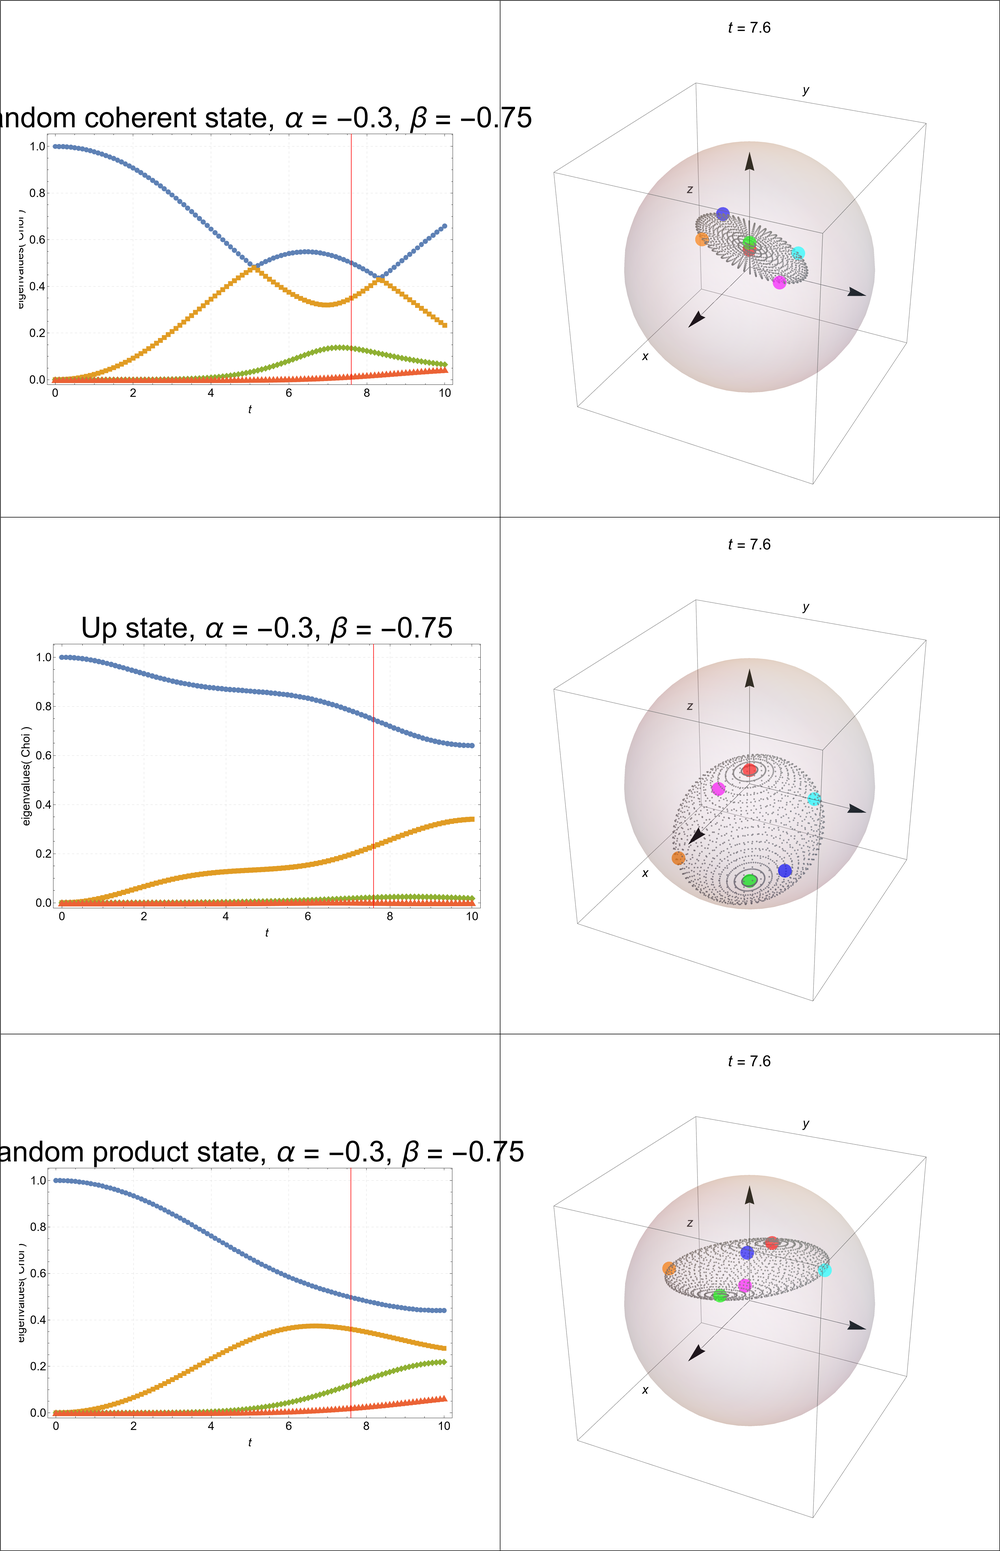 t = 7.6
andom coherent state, α = −0.3, β = −0.75
y
z
x
1.0
0.8
0.6
0.4
0.2
0.0
0 2 4 6 8 10
t
t = 7.6
Up state, α = −0.3, β = −0.75
y
z
x
eigenvalues( Choi )
1.0
0.8
0.6
0.4
0.2
0.0
0 2 4 6 8 10
t
t = 7.6
andom product state, α = −0.3, β = −0.75
y
z
x
1.0
0.8
0.6
0.4
0.2
0.0
0 2 4 6 8 10
t